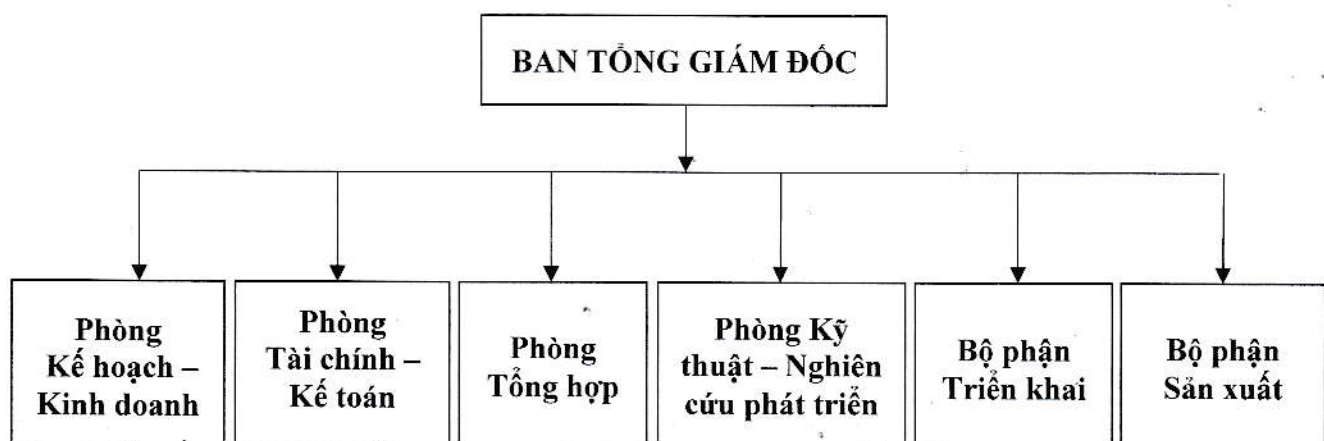 BAN TỔNG GIÁM ĐỐC
Phòng
Kế hoạch –
Kinh doanh
Phòng
Tài chính –
Kế toán
Phòng
Tổng hợp
Phòng Kỹ
thuật – Nghiên
cứu phát triển
Bộ phận
Triển khai
Bộ phận
Sản xuất